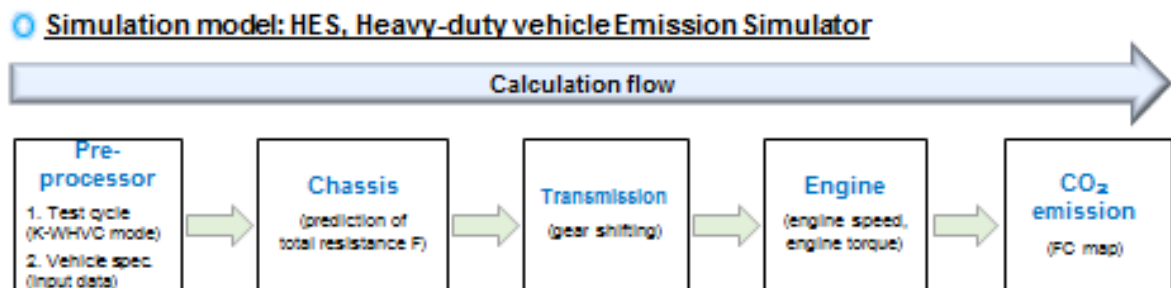 Simulation model: HES, Heavy-duty vehicle Emission Simulator
Calculation flow
Pre-
processor
1. Test cycle
(K-WHVC mode)
2. Vehicle spec.
(Input data)
Chassis
(prediction of
total resistance F)
Transmission
(gear shifting)
Engine
(engine speed,
engine torque)
CO₂
emission
(FC map)